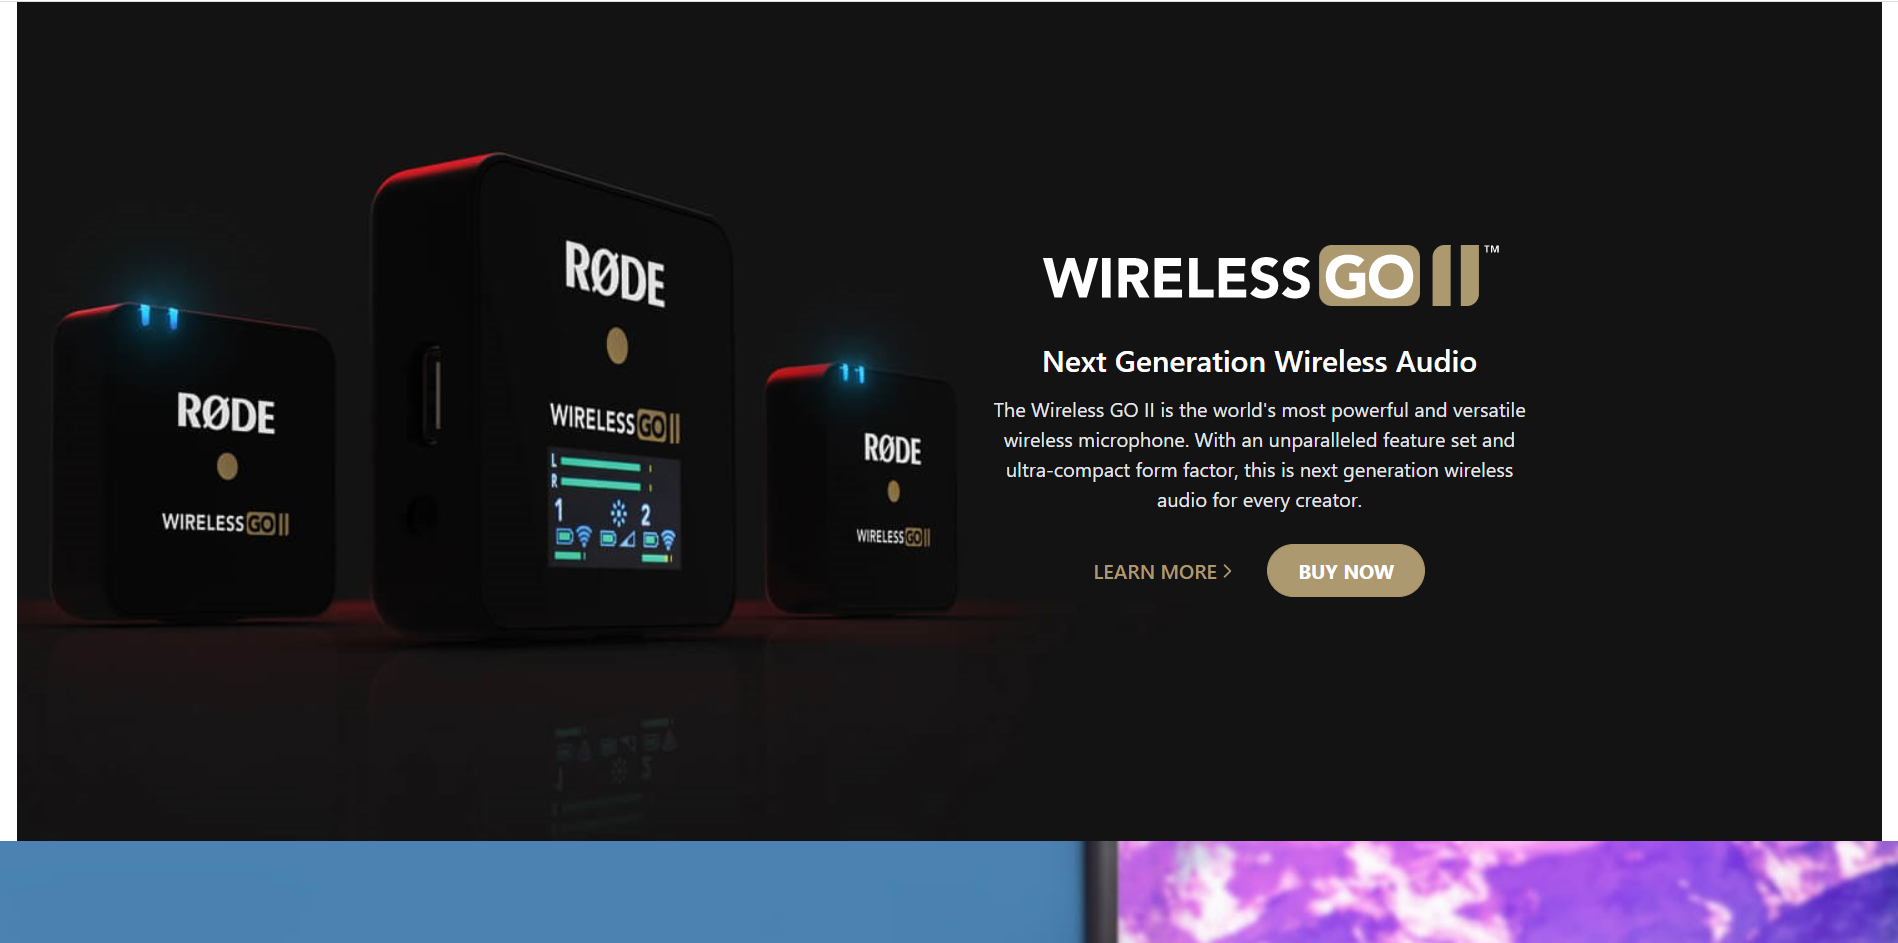 RØDE
WIRELESS GO II
RØDE
WIRELESS GO II
L
R
1 2
RØDE
WIRELESS GO II
WIRELESS GO II™
Next Generation Wireless Audio
The Wireless GO II is the world's most powerful and versatile
wireless microphone. With an unparalleled feature set and
ultra-compact form factor, this is next generation wireless
audio for every creator.
LEARN MORE >
BUY NOW